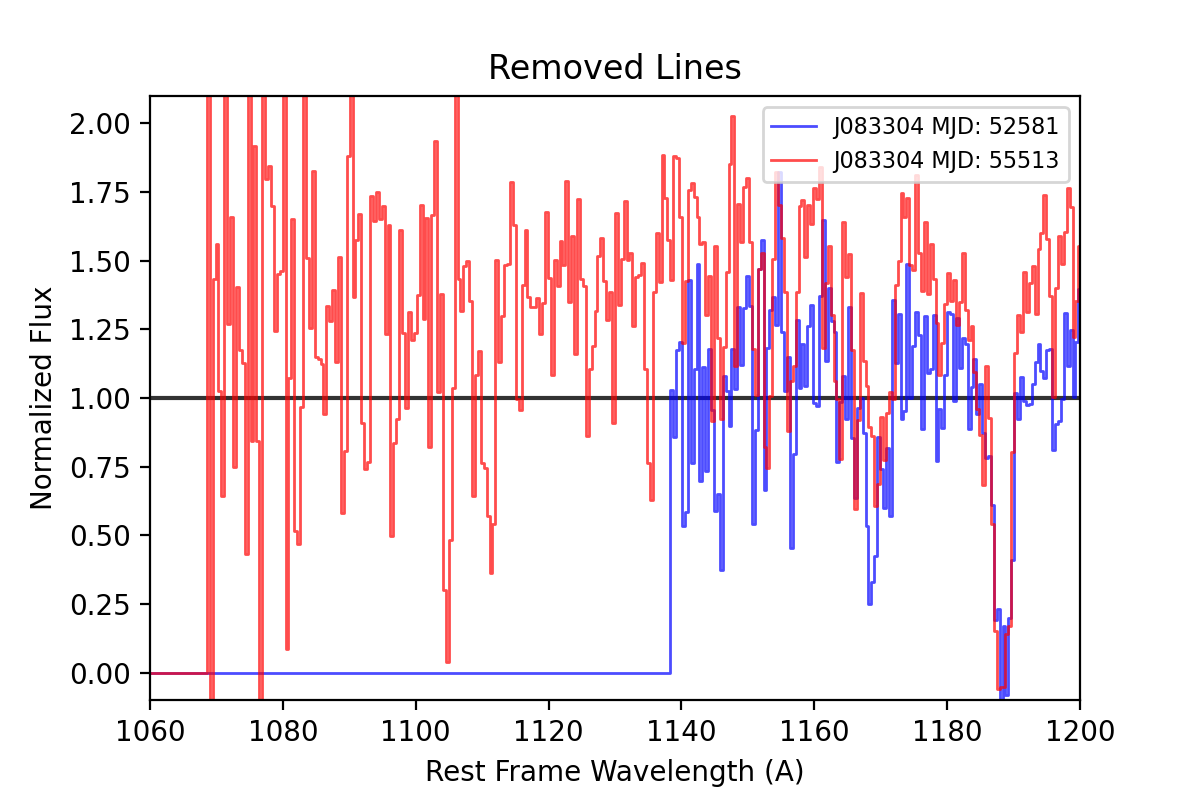 Removed Lines
J083304 MJD: 52581
J083304 MJD: 55513
2.00
1.75
1.50
1.25
1.00
0.75
0.50
0.25
0.00
Normalized Flux
1060 1080 1100 1120 1140 1160 1180 1200
Rest Frame Wavelength (A)